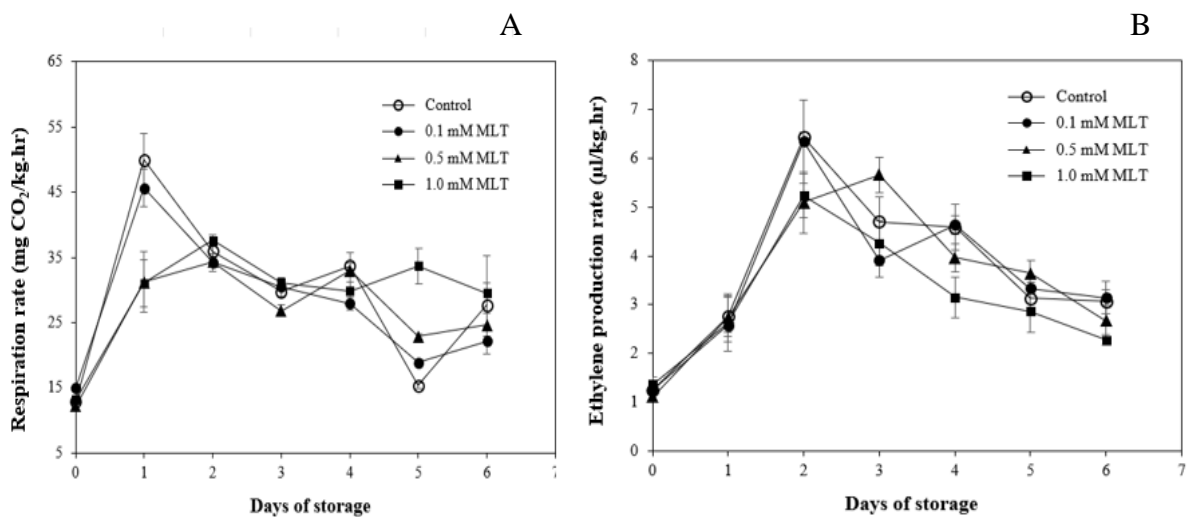 A
65
55
45
35
25
15
5
0
1
2
3
4
5
6
7
Respiration rate (mg CO₂/kg.hr)
Days of storage
Control
0.1 mM MLT
0.5 mM MLT
1.0 mM MLT
B
8
7
6
5
4
3
2
1
0
0
1
2
3
4
5
6
7
Ethylene production rate (µl/kg.hr)
Days of storage
Control
0.1 mM MLT
0.5 mM MLT
1.0 mM MLT